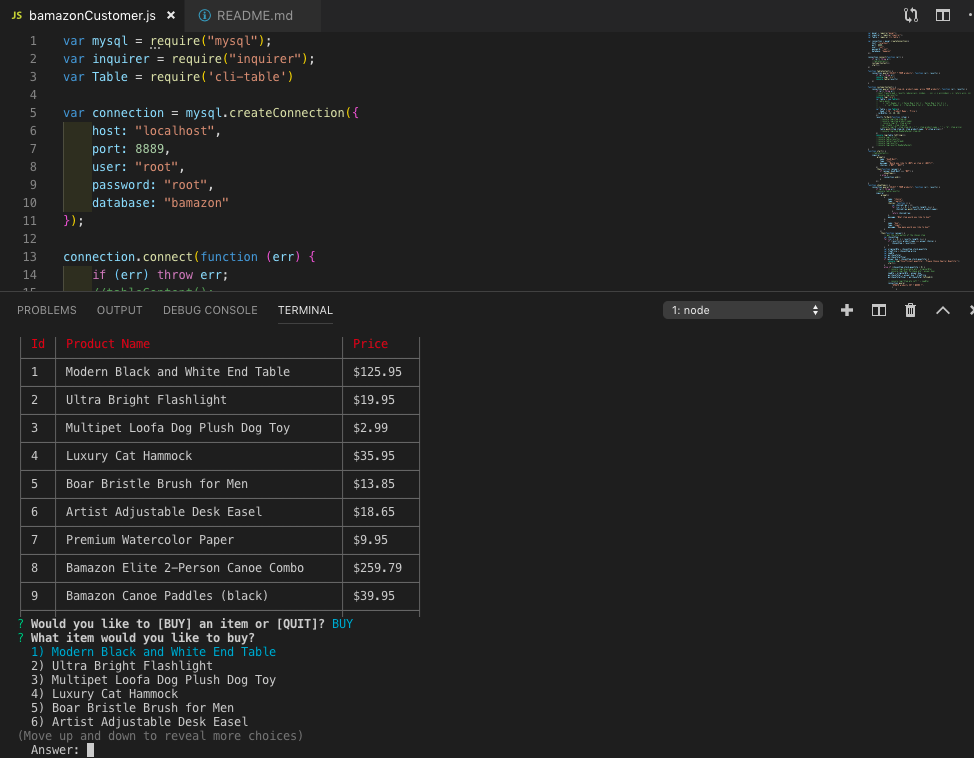 JS bamazonCustomer.js × README.md
1 var mysql = require("mysql");
2 var inquirer = require("inquirer");
3 var Table = require('cli-table')
4
5 var connection = mysql.createConnection({
6 host: "localhost",
7 port: 8889,
8 user: "root",
9 password: "root",
10 database: "bamazon"
11 });
12
13 connection.connect(function (err) {
14 if (err) throw err;
15 //tableContent();
PROBLEMS OUTPUT DEBUG CONSOLE TERMINAL 1: node
Id Product Name Price
1 Modern Black and White End Table $125.95
2 Ultra Bright Flashlight $19.95
3 Multipet Loofa Dog Plush Dog Toy $2.99
4 Luxury Cat Hammock $35.95
5 Boar Bristle Brush for Men $13.85
6 Artist Adjustable Desk Easel $18.65
7 Premium Watercolor Paper $9.95
8 Bamazon Elite 2-Person Canoe Combo $259.79
9 Bamazon Canoe Paddles (black) $39.95
? Would you like to [BUY] an item or [QUIT]? BUY
? What item would you like to buy?
1) Modern Black and White End Table
2) Ultra Bright Flashlight
3) Multipet Loofa Dog Plush Dog Toy
4) Luxury Cat Hammock
5) Boar Bristle Brush for Men
6) Artist Adjustable Desk Easel
(Move up and down to reveal more choices)
Answer: